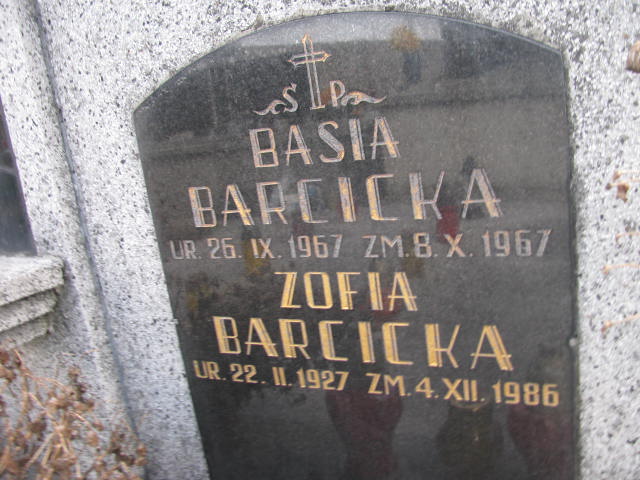 Ś P
BASIA
BARCICKA
UR. 26. IX. 1967 ZM. 8. X. 1967
ZOFIA
BARCICKA
UR. 22. II. 1927 ZM. 4. XII. 1986